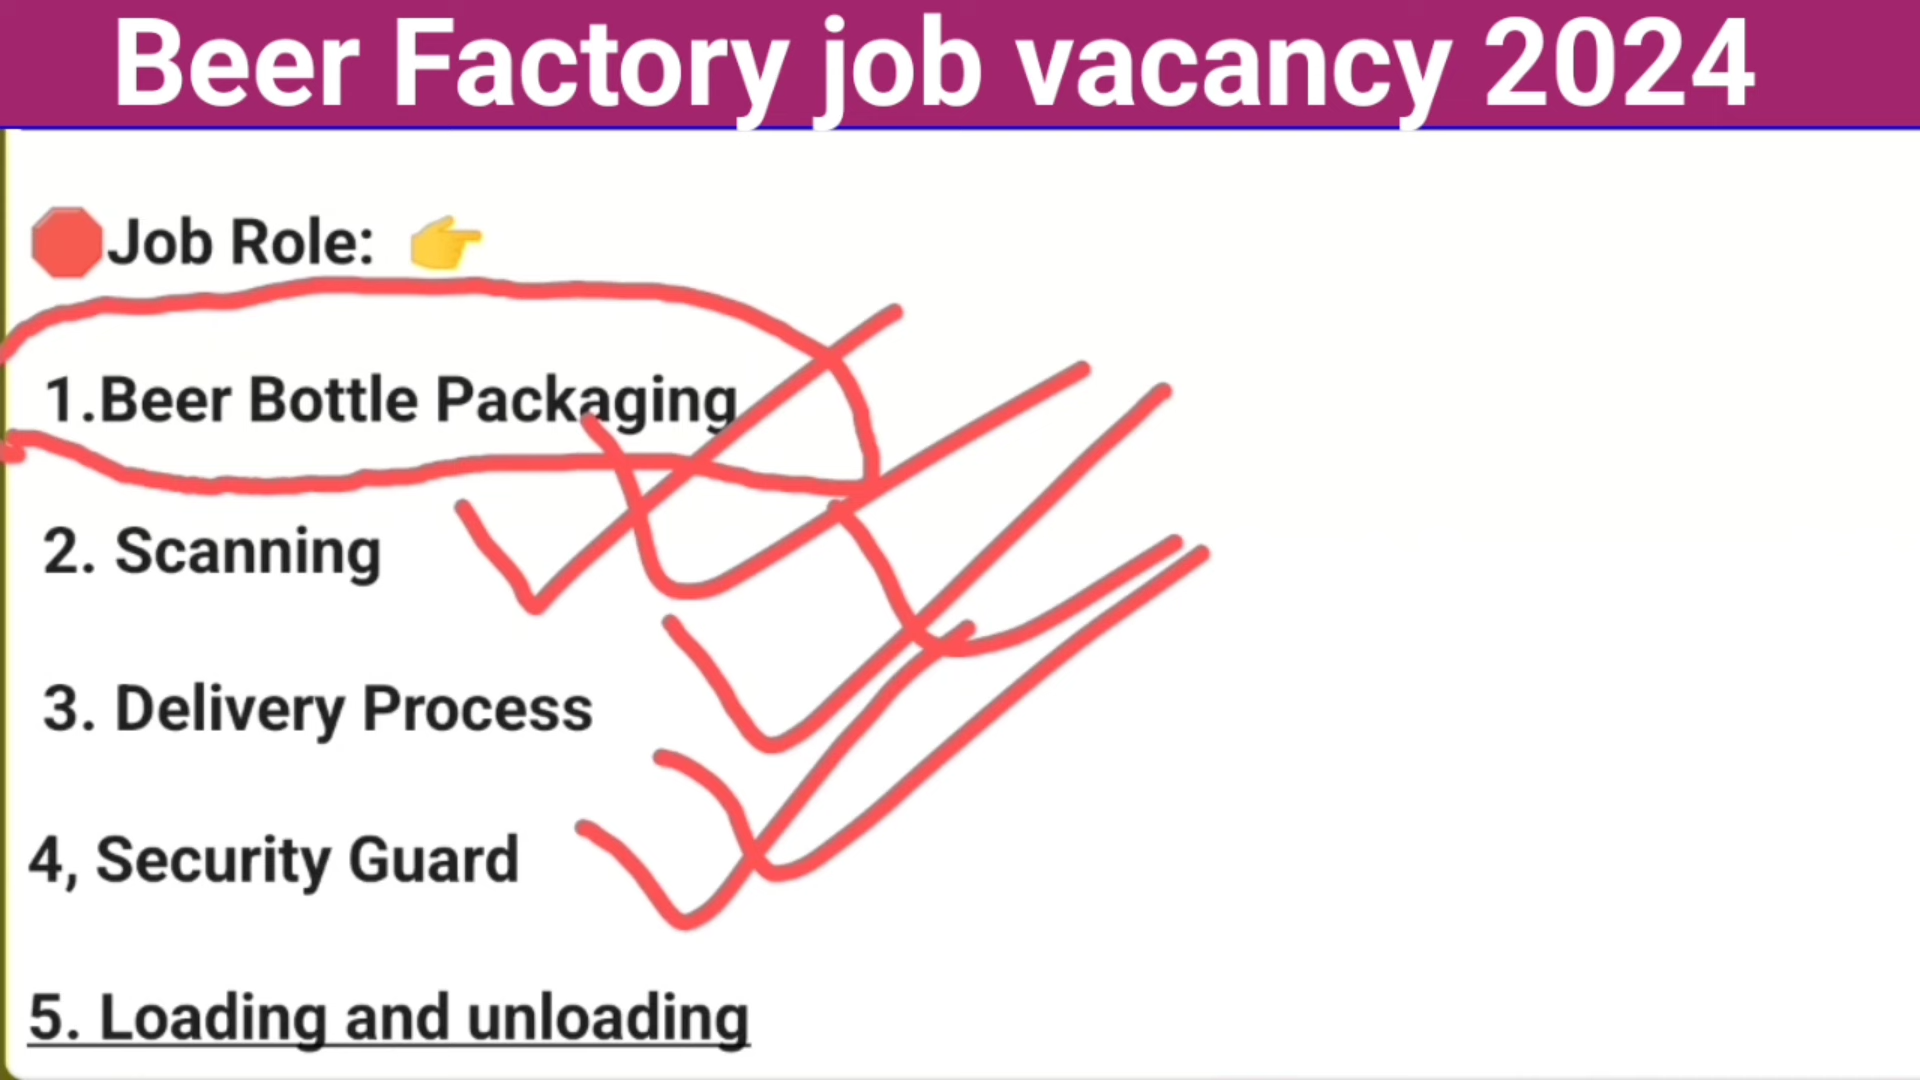 Beer Factory job vacancy 2024
Job Role:
1.Beer Bottle Packaging
2. Scanning
3. Delivery Process
4, Security Guard
5. Loading and unloading